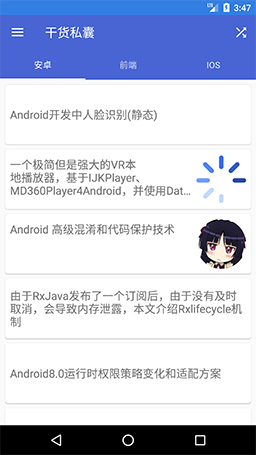 3:47
干货私囊
安卓 前端 IOS
Android开发中人脸识别(静态)
一个极简但是强大的VR本
地播放器，基于IJKPlayer、
MD360Player4Android，并使用Dat…
Android 高级混淆和代码保护技术
由于RxJava发布了一个订阅后，由于没有及时
取消，会导致内存泄露，本文介绍Rxlifecycle机
制
Android8.0运行时权限策略变化和适配方案